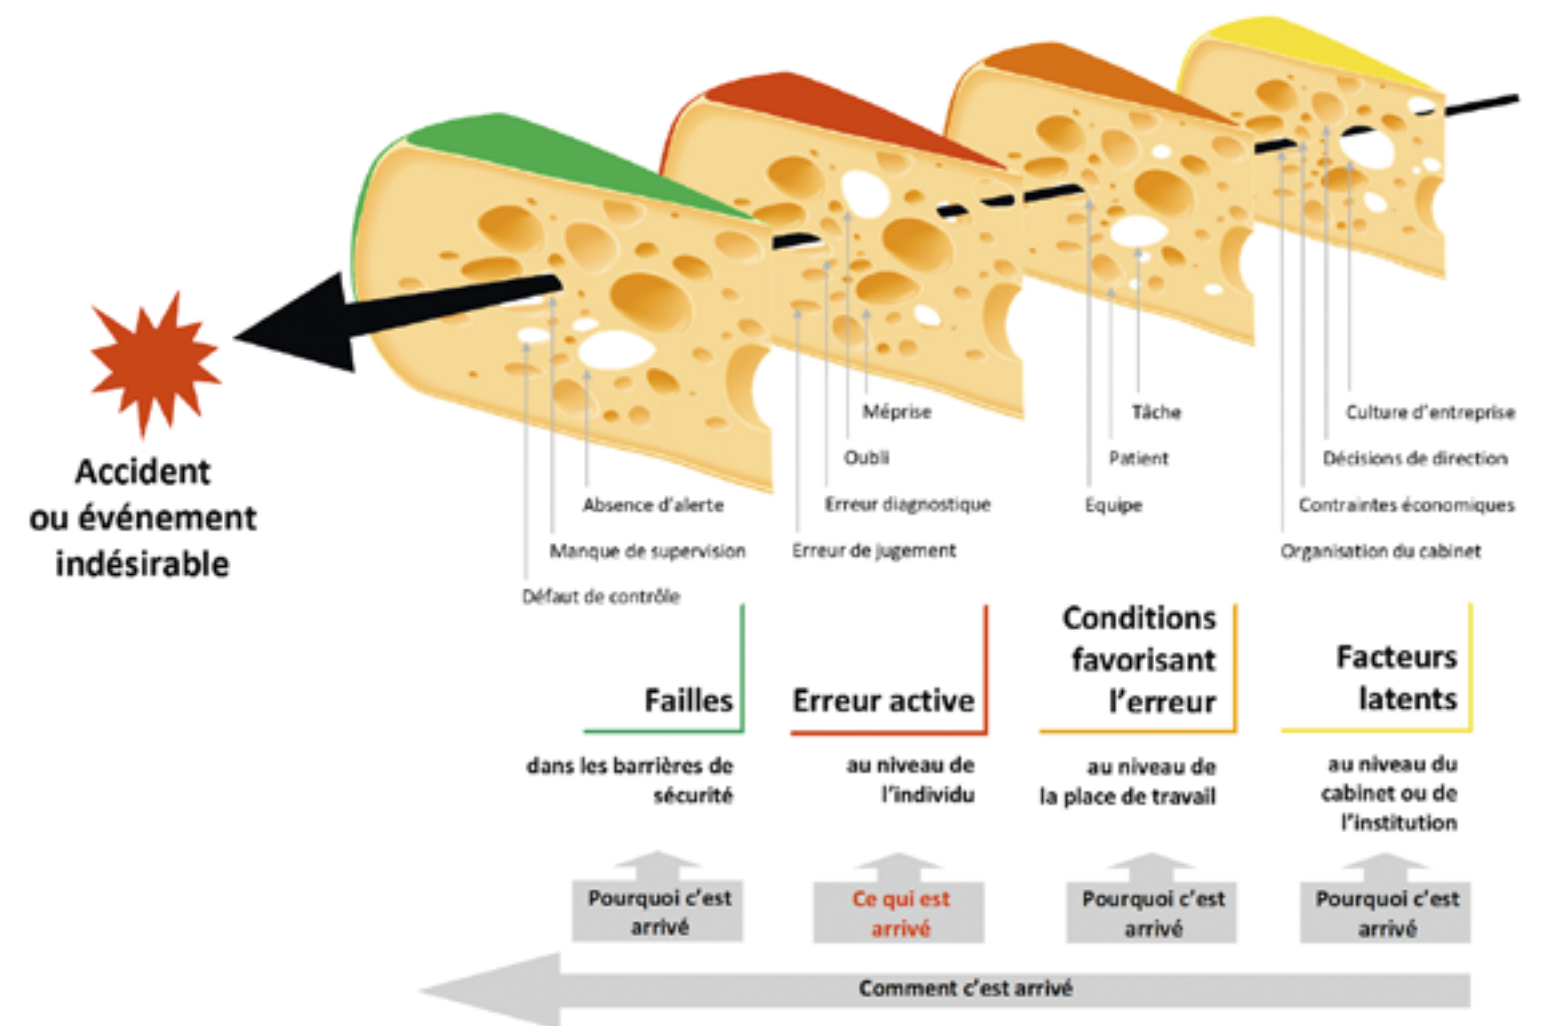 Accident
ou événement
indésirable
Absence d'alerte
Manque de supervision
Défaut de contrôle
Méprise
Oubli
Erreur diagnostique
Erreur de jugement
Tâche
Patient
Equipe
Culture d'entreprise
Décisions de direction
Contraintes économiques
Organisation du cabinet
Failles
dans les barrières de
sécurité
Erreur active
au niveau de
l'individu
Conditions
favorisant
l'erreur
au niveau de
la place de travail
Facteurs
latents
au niveau du
cabinet ou de
l'institution
Pourquoi c'est
arrivé
Ce qui est
arrivé
Pourquoi c'est
arrivé
Pourquoi c'est
arrivé
Comment c'est arrivé